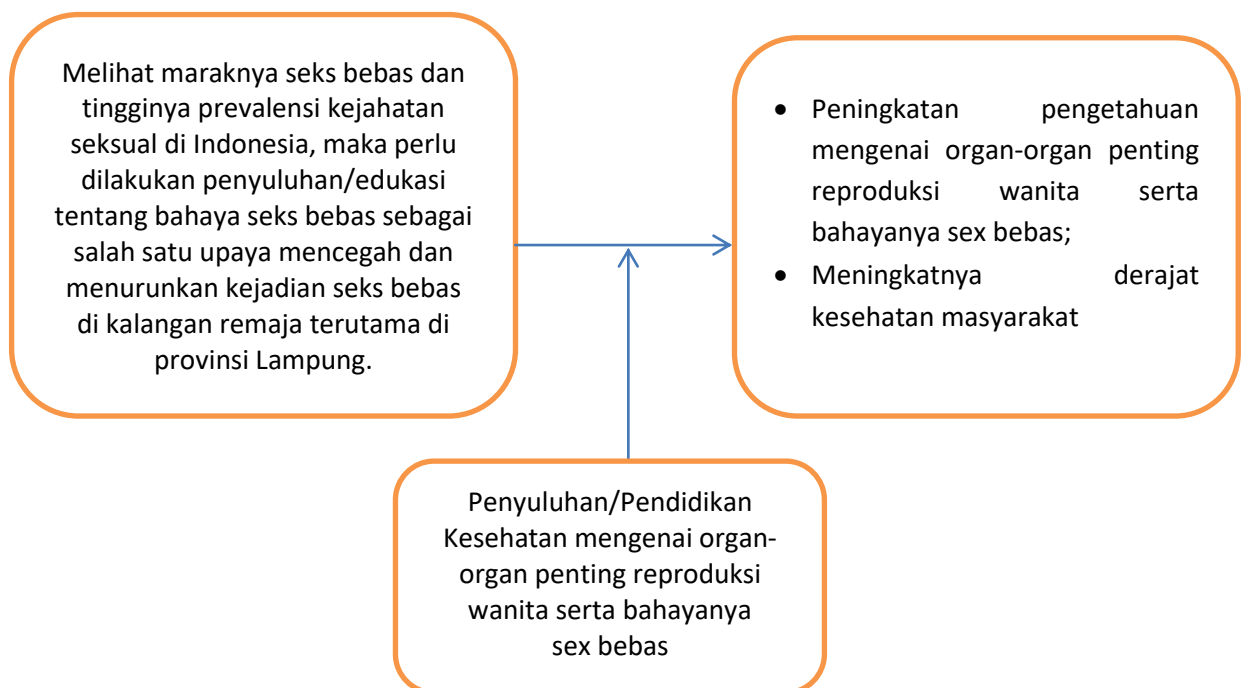 Melihat maraknya seks bebas dan
tingginya prevalensi kejahatan
seksual di Indonesia, maka perlu
dilakukan penyuluhan/edukasi
tentang bahaya seks bebas sebagai
salah satu upaya mencegah dan
menurunkan kejadian seks bebas
di kalangan remaja terutama di
provinsi Lampung.
• Peningkatan pengetahuan
mengenai organ-organ penting
reproduksi wanita serta
bahayanya sex bebas;
• Meningkatnya derajat
kesehatan masyarakat
Penyuluhan/Pendidikan
Kesehatan mengenai organ-
organ penting reproduksi
wanita serta bahayanya
sex bebas